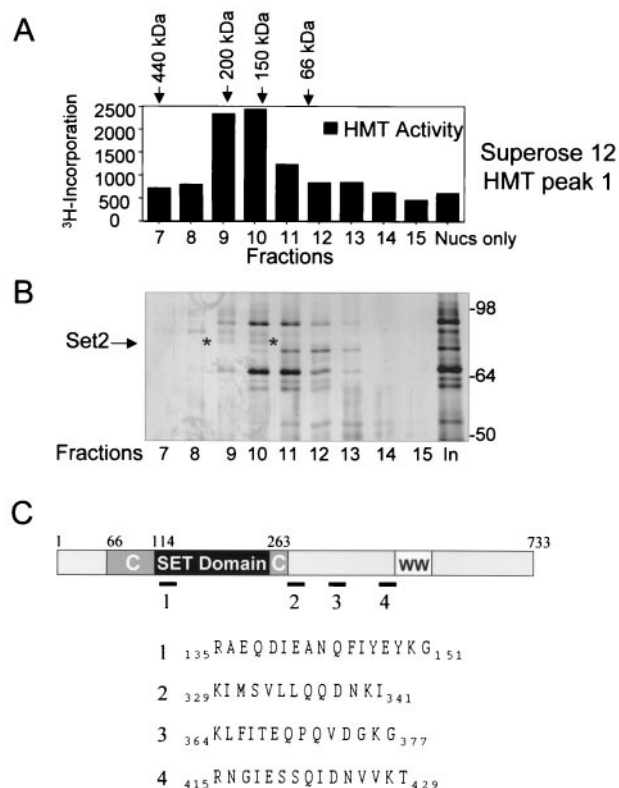 A
440 kDa
200 kDa
150 kDa
66 kDa
2500
2000
1500
1000
500
0
³H-Incorporation
HMT Activity
Superose 12
HMT peak 1
7 8 9 10 11 12 13 14 15 Nucs only
Fractions
B
Set2
* *
-98
-64
-50
Fractions 7 8 9 10 11 12 13 14 15 In
C
1 66 114 263 733
C SET Domain C WW
1 2 3 4
1 135RAEQDIEANQFIYEYKG151
2 329KIMSVLLQQDNKI341
3 364KLFITEQPQVDGKG377
4 415RNGIESSQIDNVVKT429